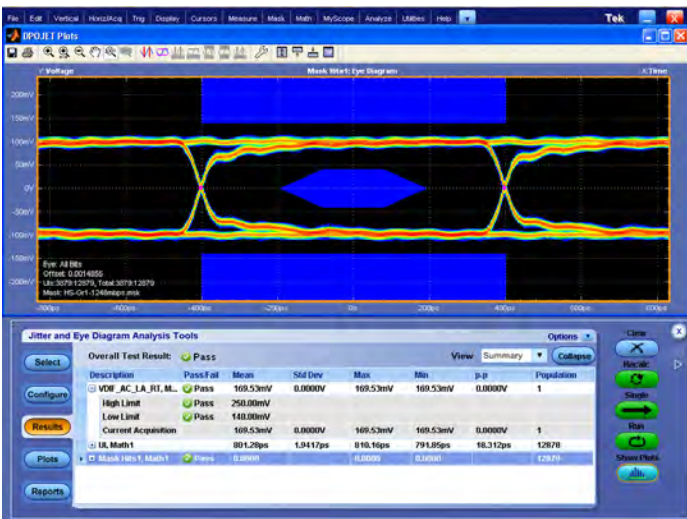 File Edit Vertical Horiz/Acq Trig Display Cursors Measure Mask Math MyScope Analyze Utilities Help Tek
DPOJET Plots
Y:Voltage Mask Hits1: Eye Diagram X:Time
200mV
150mV
100mV
50mV
0V
-50mV
-100mV
-150mV
-200mV
Eye: All Bits
Offset: 0.0014855
UIs:3879:12879, Total:3879:12879
Mask: HS-Gr1-1248mbps.msk
-800ps -600ps -400ps -200ps 0s 200ps 400ps 600ps 800ps
Jitter and Eye Diagram Analysis Tools Options
Clear
Select Overall Test Result: Pass View Summary Collapse
Recalc
Description Pass/Fail Mean Std Dev Max Min p-p Population
VDIF_AC_LA_RT, M... Pass 169.53mV 0.0000V 169.53mV 169.53mV 0.0000V 1
Configure High Limit Pass 250.00mV
Single
Low Limit Pass 140.00mV
Results Current Acquisition 169.53mV 0.0000V 169.53mV 169.53mV 0.0000V 1
Run
UI, Math1 801.28ps 1.9417ps 810.16ps 791.85ps 18.312ps 12878
Plots Mask Hits1, Math1 Pass 0.0000 0.0000 0.0000 12879
Show Plots
Reports